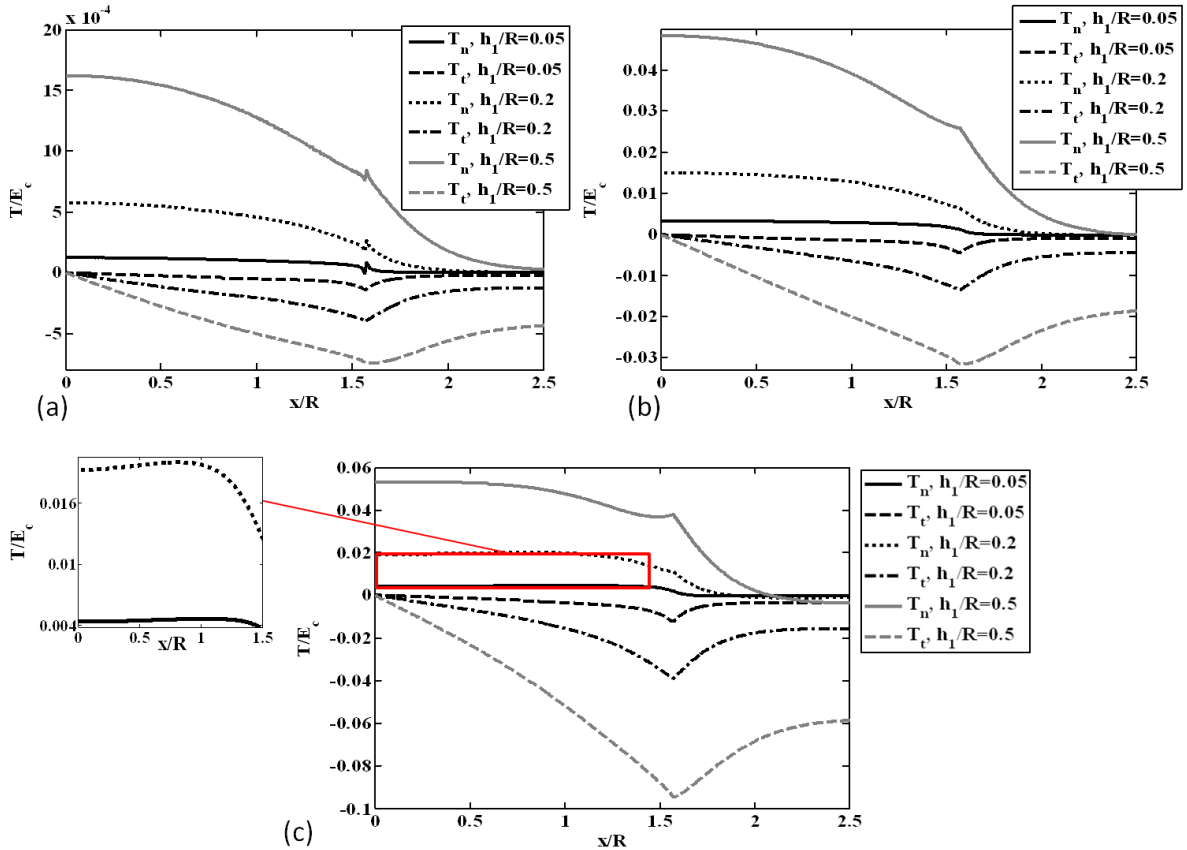 x 10⁻⁴
20
15
10
5
0
-5
T/E_c
0 0.5 1 1.5 2 2.5
x/R
(a)
T_n, h_1/R=0.05
T_t, h_1/R=0.05
T_n, h_1/R=0.2
T_t, h_1/R=0.2
T_n, h_1/R=0.5
T_t, h_1/R=0.5
0.04
0.03
0.02
0.01
0
-0.01
-0.02
-0.03
T/E_c
0 0.5 1 1.5 2 2.5
x/R
(b)
T_n, h_1/R=0.05
T_t, h_1/R=0.05
T_n, h_1/R=0.2
T_t, h_1/R=0.2
T_n, h_1/R=0.5
T_t, h_1/R=0.5
0.016
0.01
0.004
T/E_c
0 0.5 1 1.5
x/R
0.06
0.04
0.02
0
-0.02
-0.04
-0.06
-0.08
-0.1
T/E_c
0 0.5 1 1.5 2 2.5
x/R
(c)
T_n, h_1/R=0.05
T_t, h_1/R=0.05
T_n, h_1/R=0.2
T_t, h_1/R=0.2
T_n, h_1/R=0.5
T_t, h_1/R=0.5